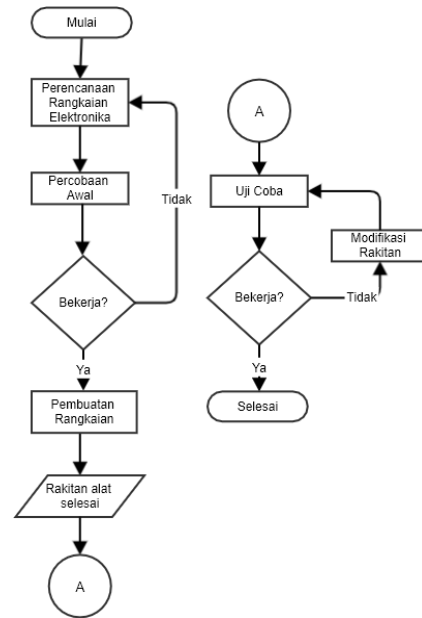 Mulai
Perencanaan
Rangkaian
Elektronika
Percobaan
Awal
Tidak
Bekerja?
Ya
Pembuatan
Rangkaian
Rakitan alat
selesai
A
A
Uji Coba
Modifikasi
Rakitan
Bekerja?
Tidak
Ya
Selesai